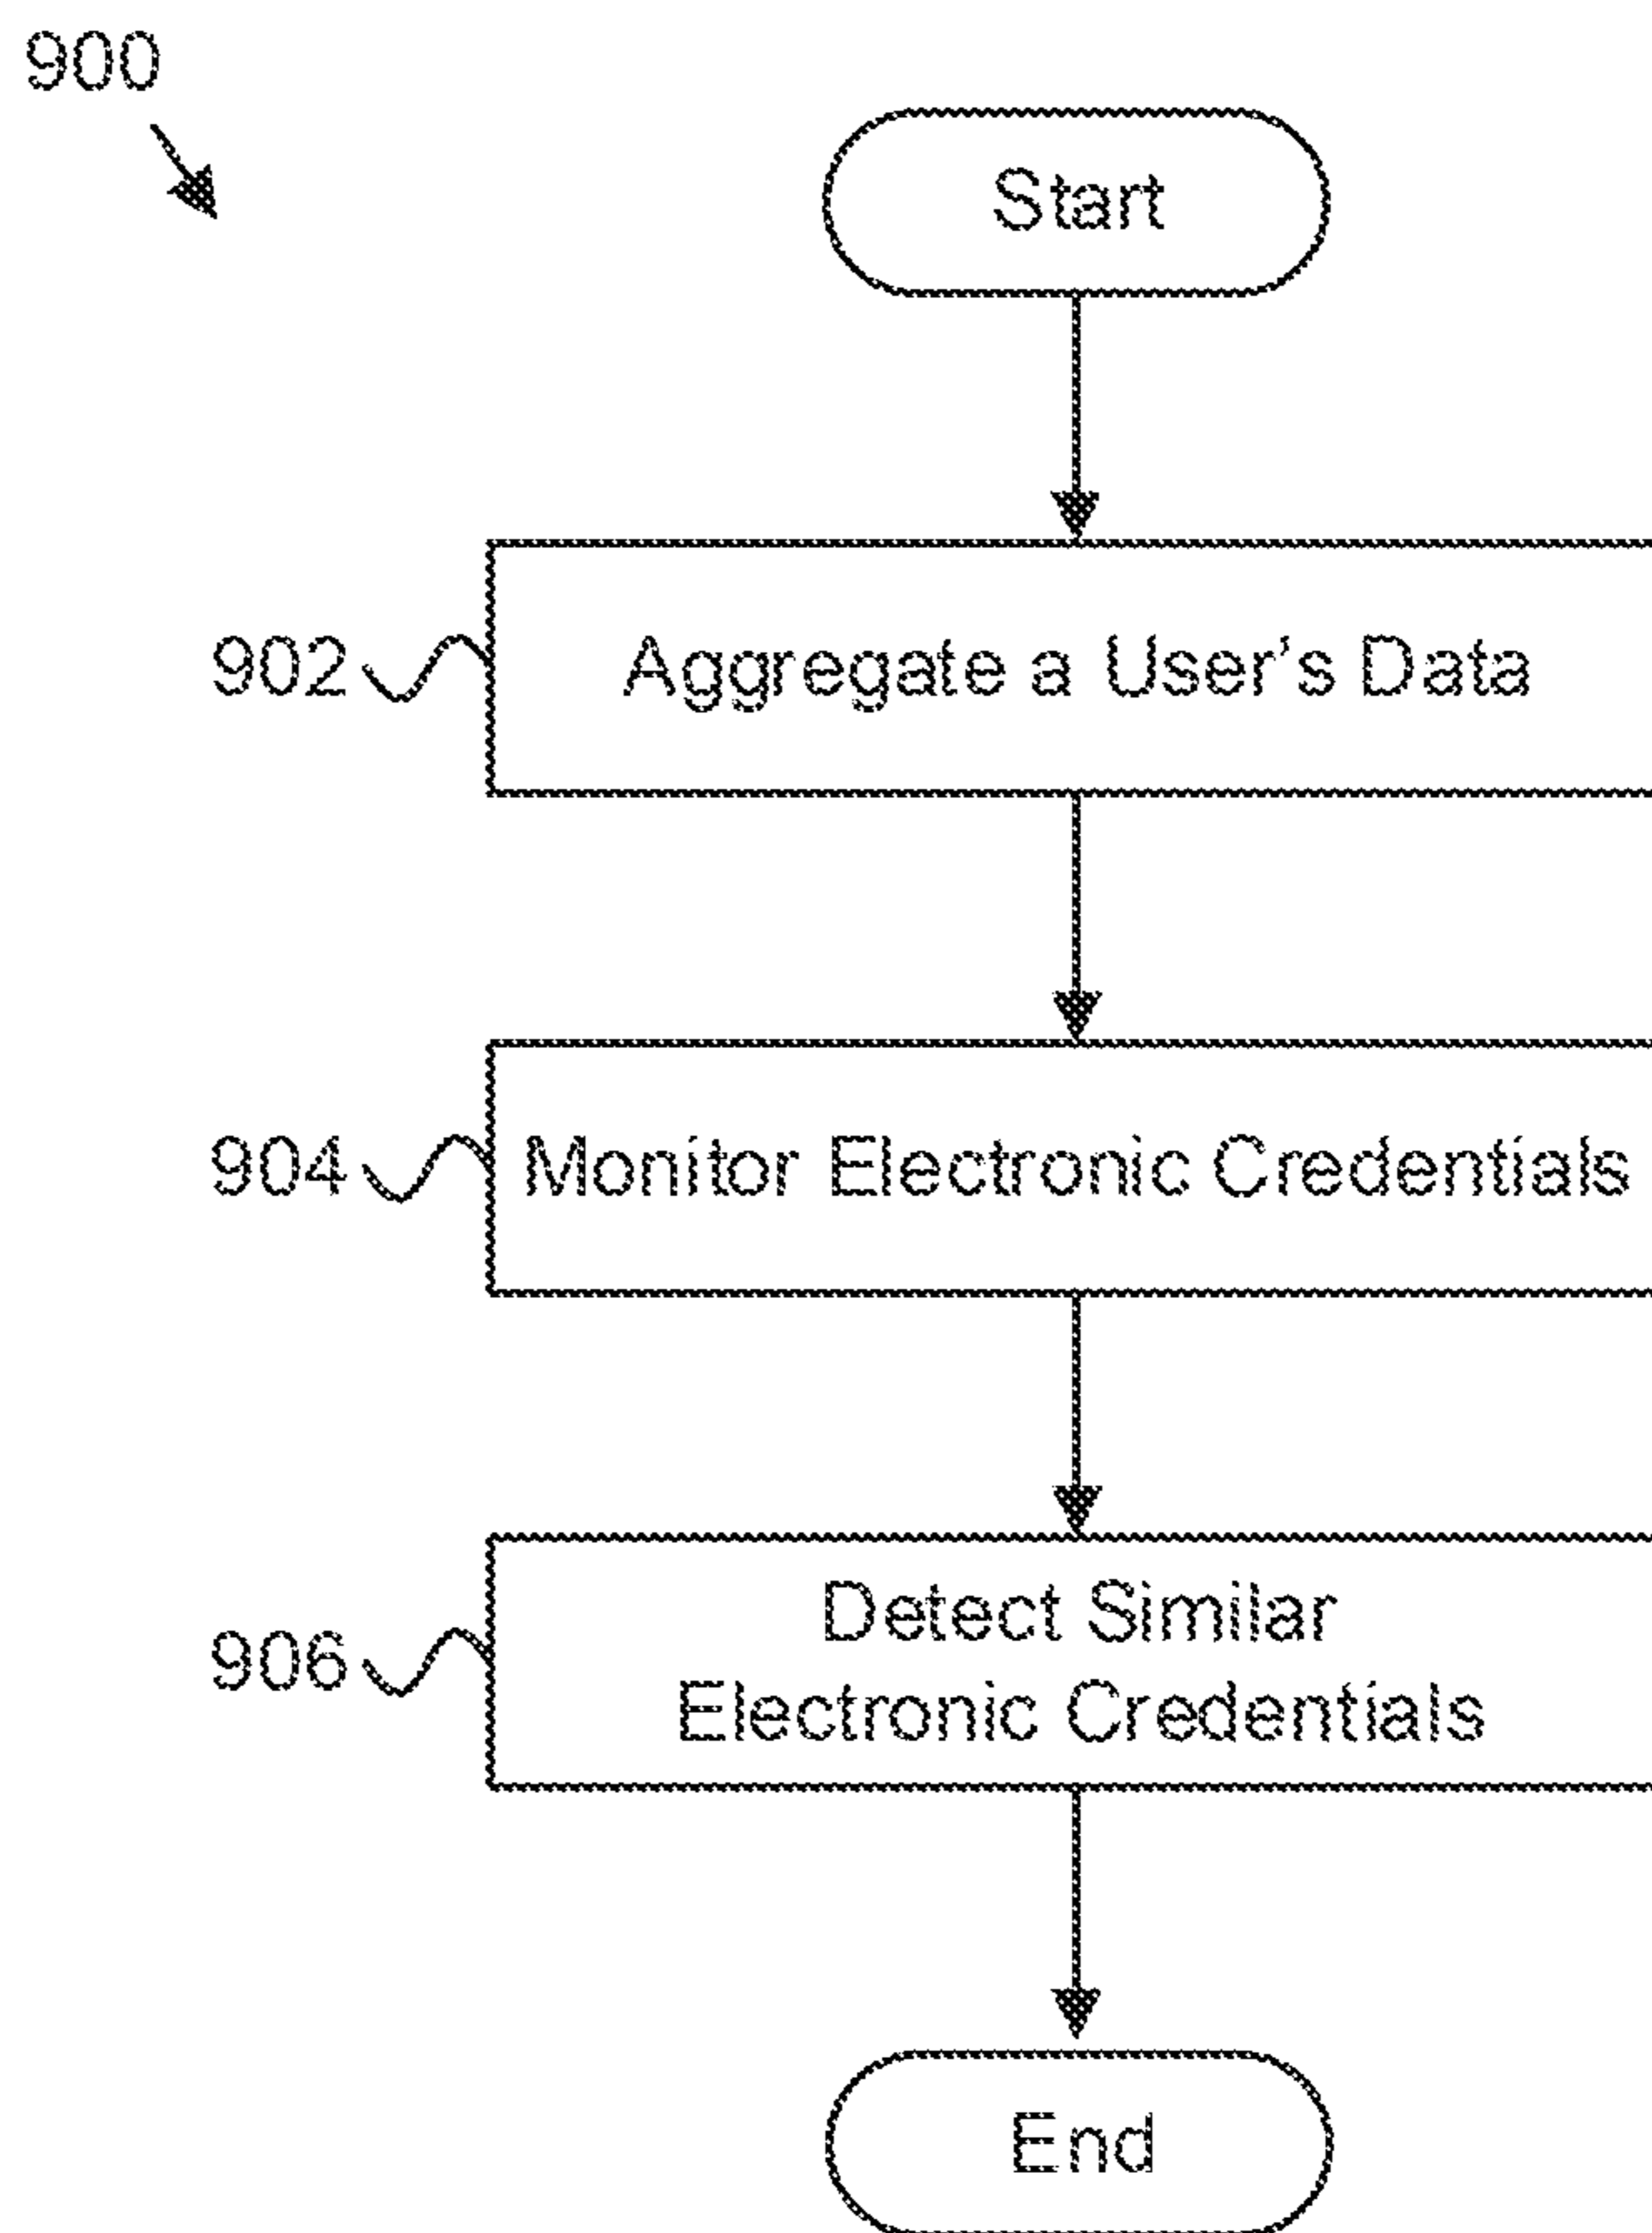 900
Start
902
Aggregate a User's Data
904
Monitor Electronic Credentials
906
Detect Similar
Electronic Credentials
End